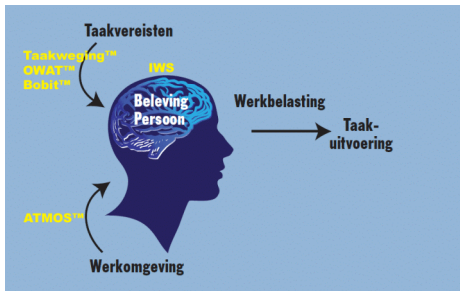 Taakvereisten
Taakweging™
OWAT™
Bobit™
IWS
Beleving
Persoon
Werkbelasting
Taak-
uitvoering
ATMOS™
Werkomgeving